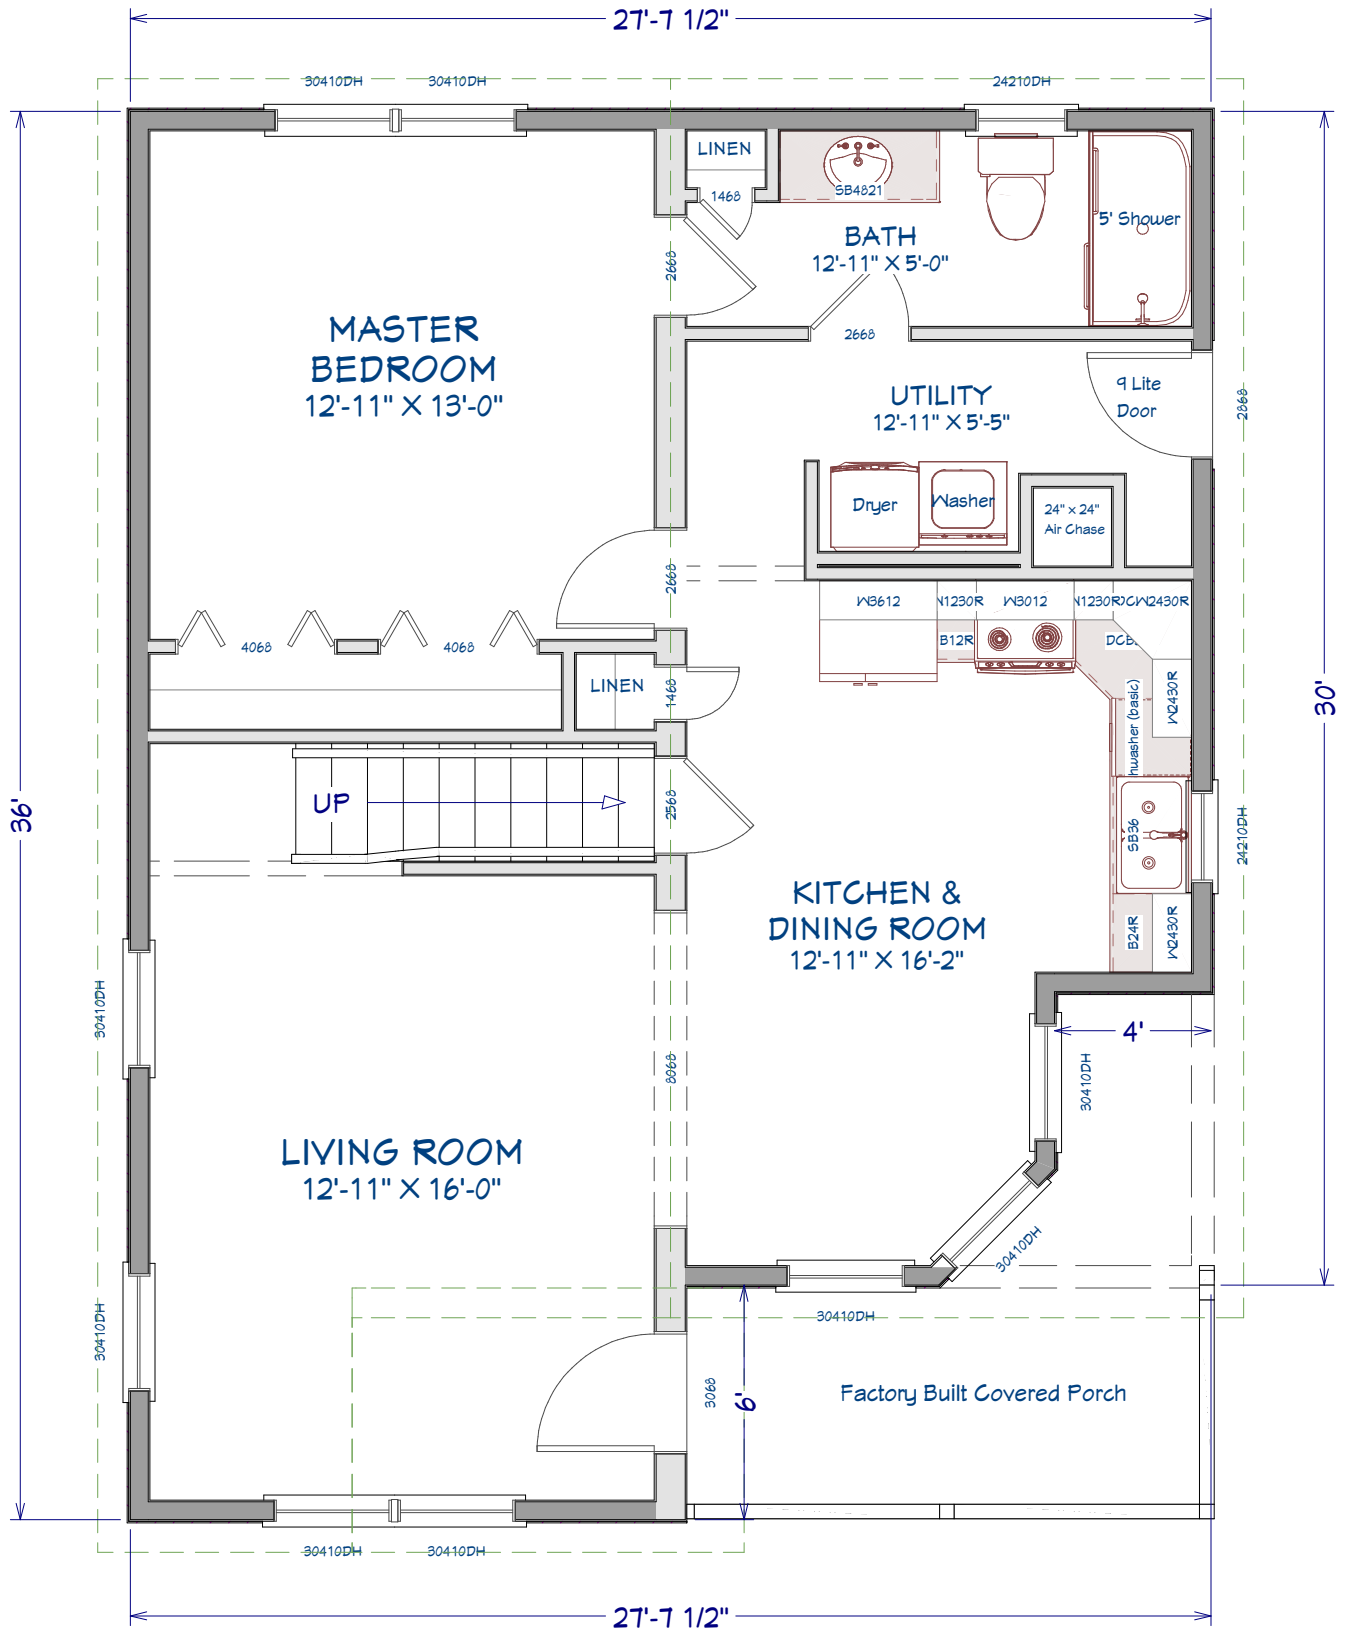 27'-7 1/2"
30410DH
30410DH
24210DH
LINEN
1468
SB4821
5' Shower
BATH
12'-11" X 5'-0"
2668
2668
MASTER
BEDROOM
12'-11" X 13'-0"
UTILITY
12'-11" X 5'-5"
9 Lite
Door
2868
Dryer
Washer
24" x 24"
Air Chase
2668
W3612
W3012
W2430R
B12R
4068
4068
LINEN
1468
W2430R
hwasher (basic)
30'
36'
UP
2568
SB36
24210DH
KITCHEN &
DINING ROOM
12'-11" X 16'-2"
B24R
W2430R
30410DH
4'
8068
30410DH
LIVING ROOM
12'-11" X 16'-0"
30410DH
30410DH
30410DH
3068
6'
Factory Built Covered Porch
30410DH
30410DH
27'-7 1/2"